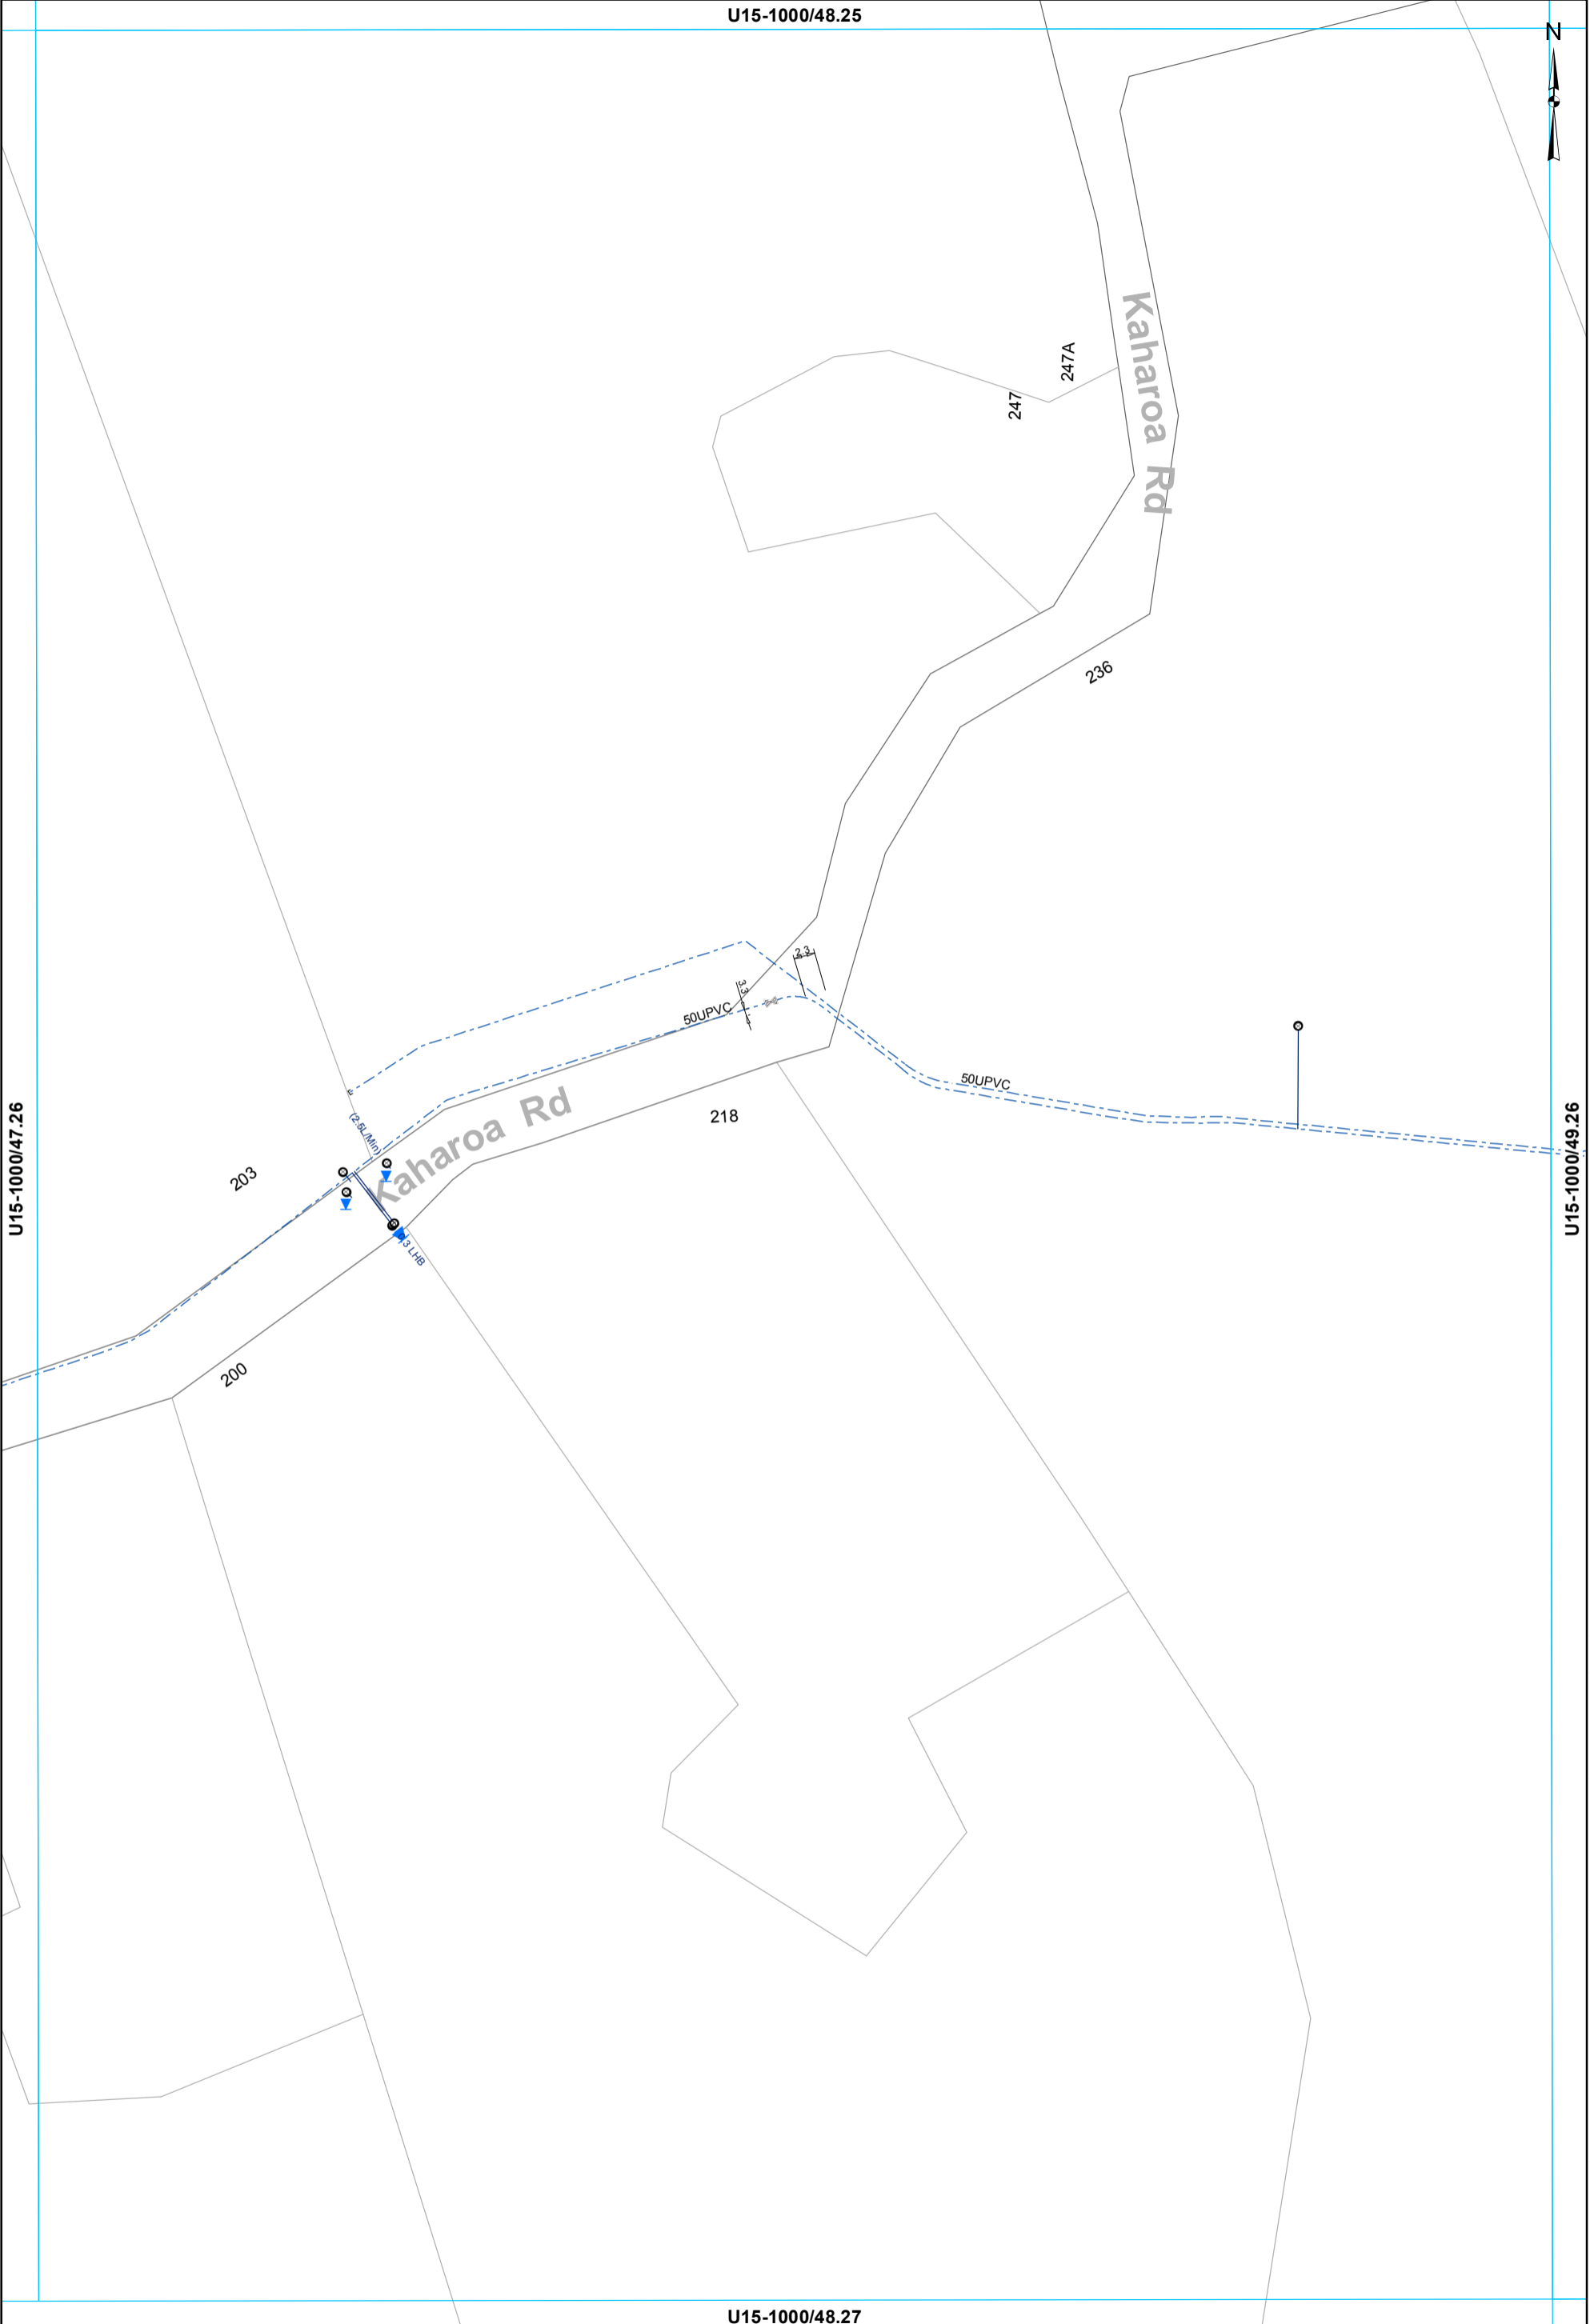 U15-1000/48.25
N
Kaharoa Rd
247A
247
236
2.3
3.3
50UPVC
50UPVC
(2.5L/Min)
Kaharoa Rd
218
203
U15-1000/47.26
U15-1000/49.26
3 LHB
200
U15-1000/48.27